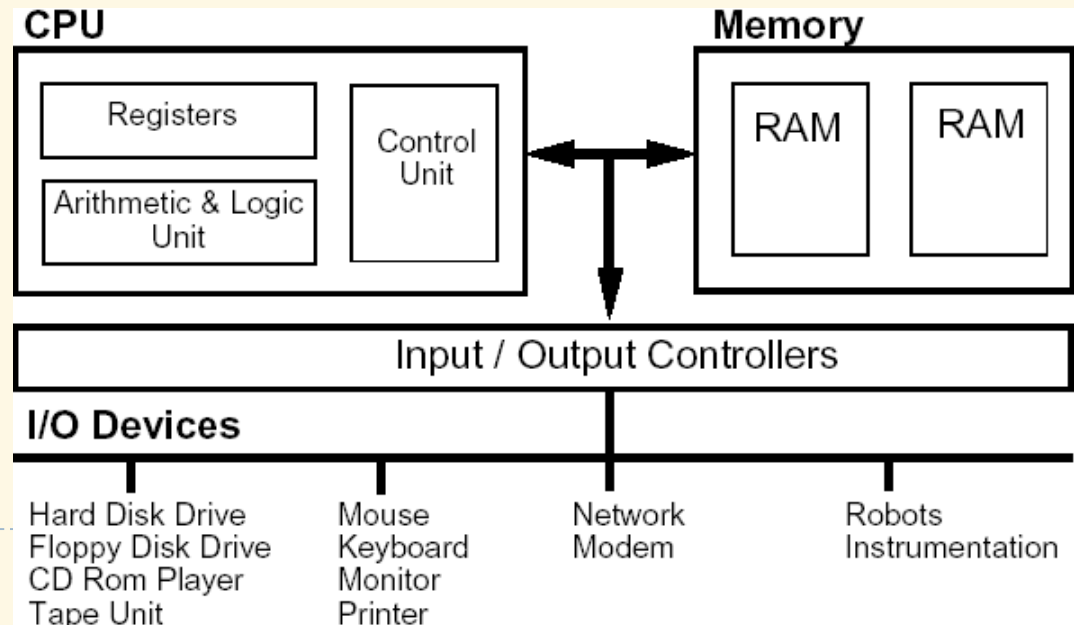 CPU
Memory
Registers
Control
Unit
Arithmetic & Logic
Unit
RAM
RAM
Input / Output Controllers
I/O Devices
Hard Disk Drive
Floppy Disk Drive
CD Rom Player
Tape Unit
Mouse
Keyboard
Monitor
Printer
Network
Modem
Robots
Instrumentation